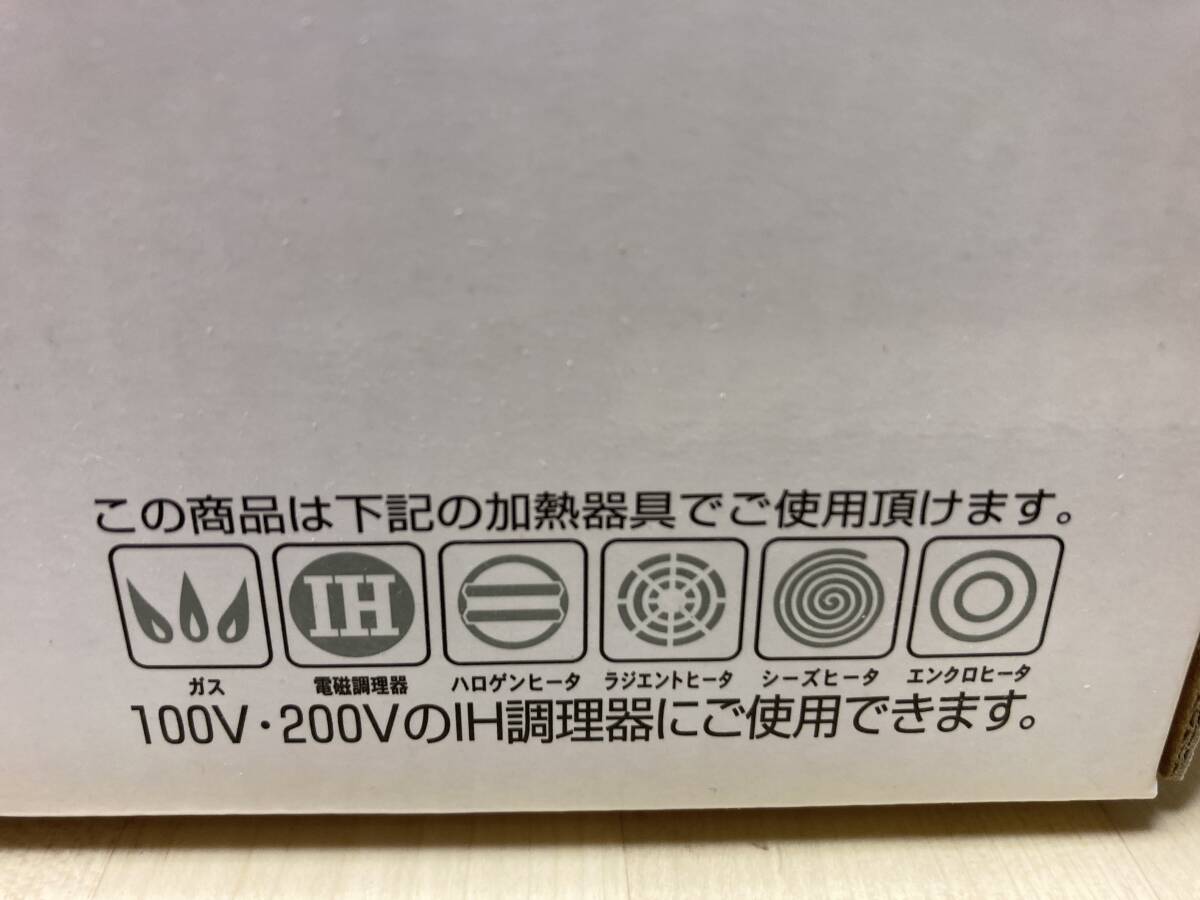 この商品は下記の加熱器具でご使用頂けます。
IH
ガス 電磁調理器 ハロゲンヒータ ラジエントヒータ シーズヒータ エンクロヒータ
100V・200VのIH調理器にご使用できます。